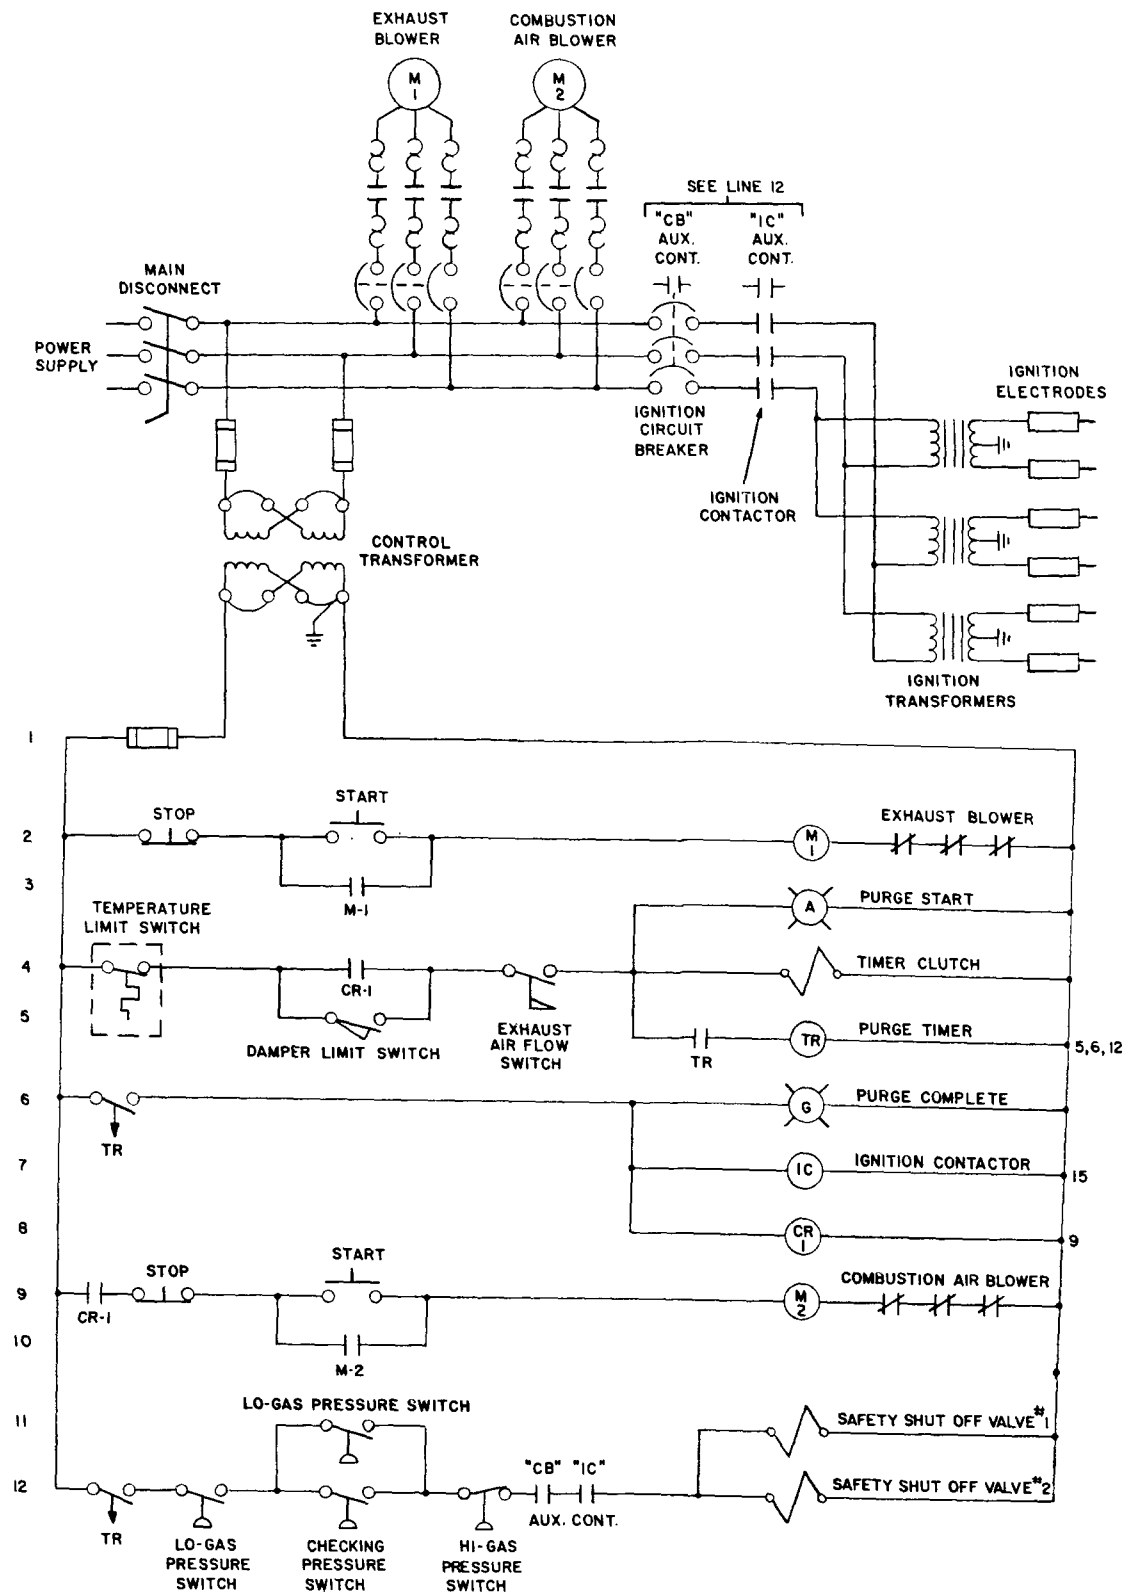 EXHAUST
BLOWER
COMBUSTION
AIR BLOWER
M
1
M
2
SEE LINE 12
"CB"
AUX.
CONT.
"IC"
AUX.
CONT.
MAIN
DISCONNECT
POWER
SUPPLY
IGNITION
CIRCUIT
BREAKER
IGNITION
ELECTRODES
IGNITION
CONTACTOR
CONTROL
TRANSFORMER
IGNITION
TRANSFORMERS
1
2
STOP
START
M
1
EXHAUST BLOWER
3
M-1
TEMPERATURE
LIMIT SWITCH
A
PURGE START
4
CR-1
TIMER CLUTCH
5
DAMPER LIMIT SWITCH
EXHAUST
AIR FLOW
SWITCH
TR
TR
PURGE TIMER
5,6,12
6
TR
G
PURGE COMPLETE
7
IC
IGNITION CONTACTOR
15
8
CR
1
9
9
CR-1
STOP
START
M
2
COMBUSTION AIR BLOWER
10
M-2
LO-GAS PRESSURE SWITCH
11
SAFETY SHUT OFF VALVE #1
12
TR
LO-GAS
PRESSURE
SWITCH
CHECKING
PRESSURE
SWITCH
HI-GAS
PRESSURE
SWITCH
"CB" "IC"
AUX. CONT.
SAFETY SHUT OFF VALVE #2